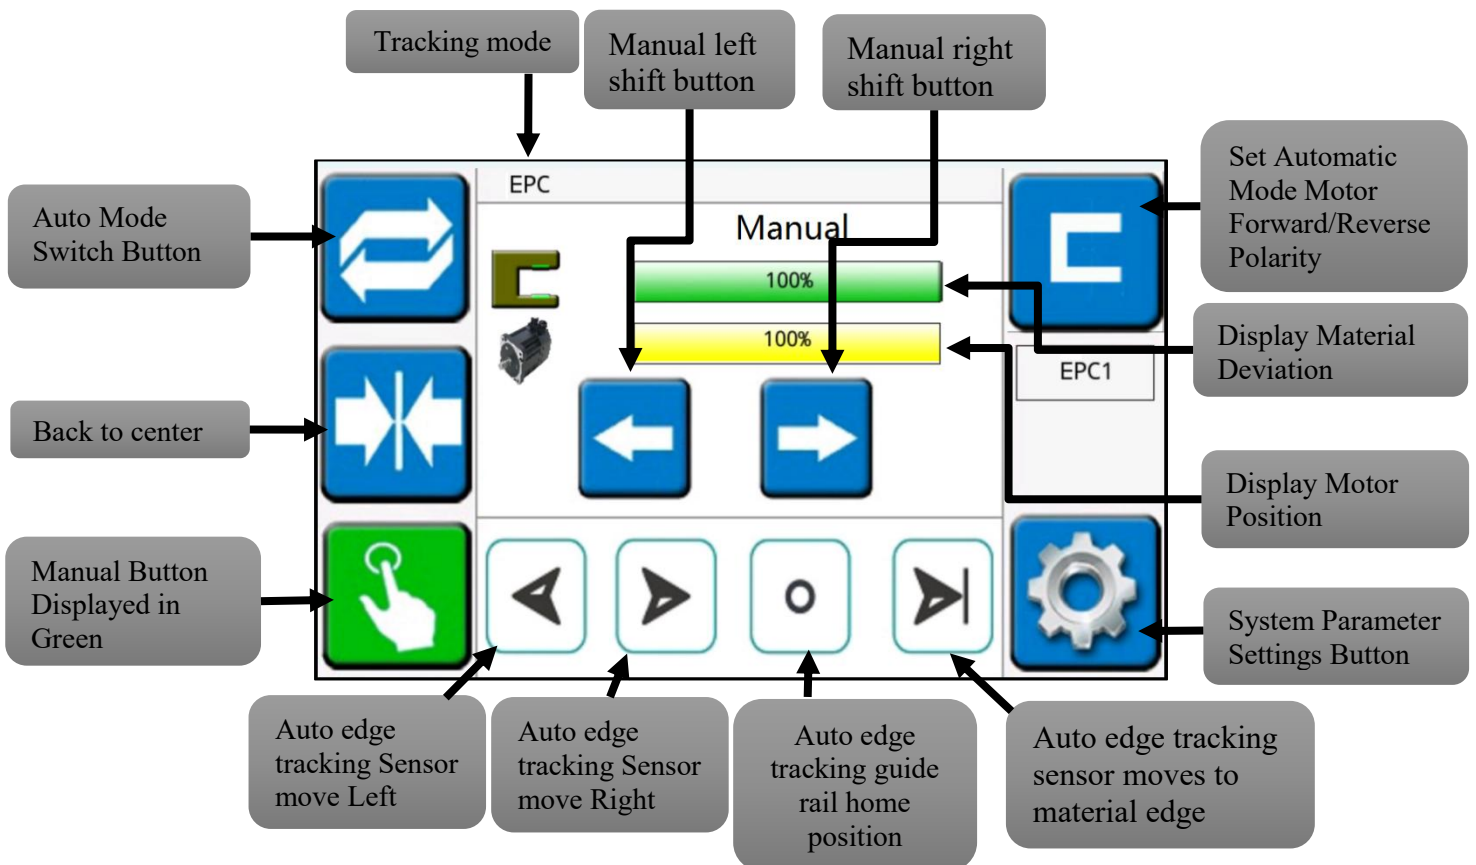 Tracking mode
Manual left
shift button
Manual right
shift button
Set Automatic
Mode Motor
Forward/Reverse
Polarity
Auto Mode
Switch Button
EPC
Manual
100%
100%
EPC1
Display Material
Deviation
Back to center
Display Motor
Position
Manual Button
Displayed in
Green
System Parameter
Settings Button
Auto edge
tracking Sensor
move Left
Auto edge
tracking Sensor
move Right
Auto edge
tracking guide
rail home
position
Auto edge tracking
sensor moves to
material edge